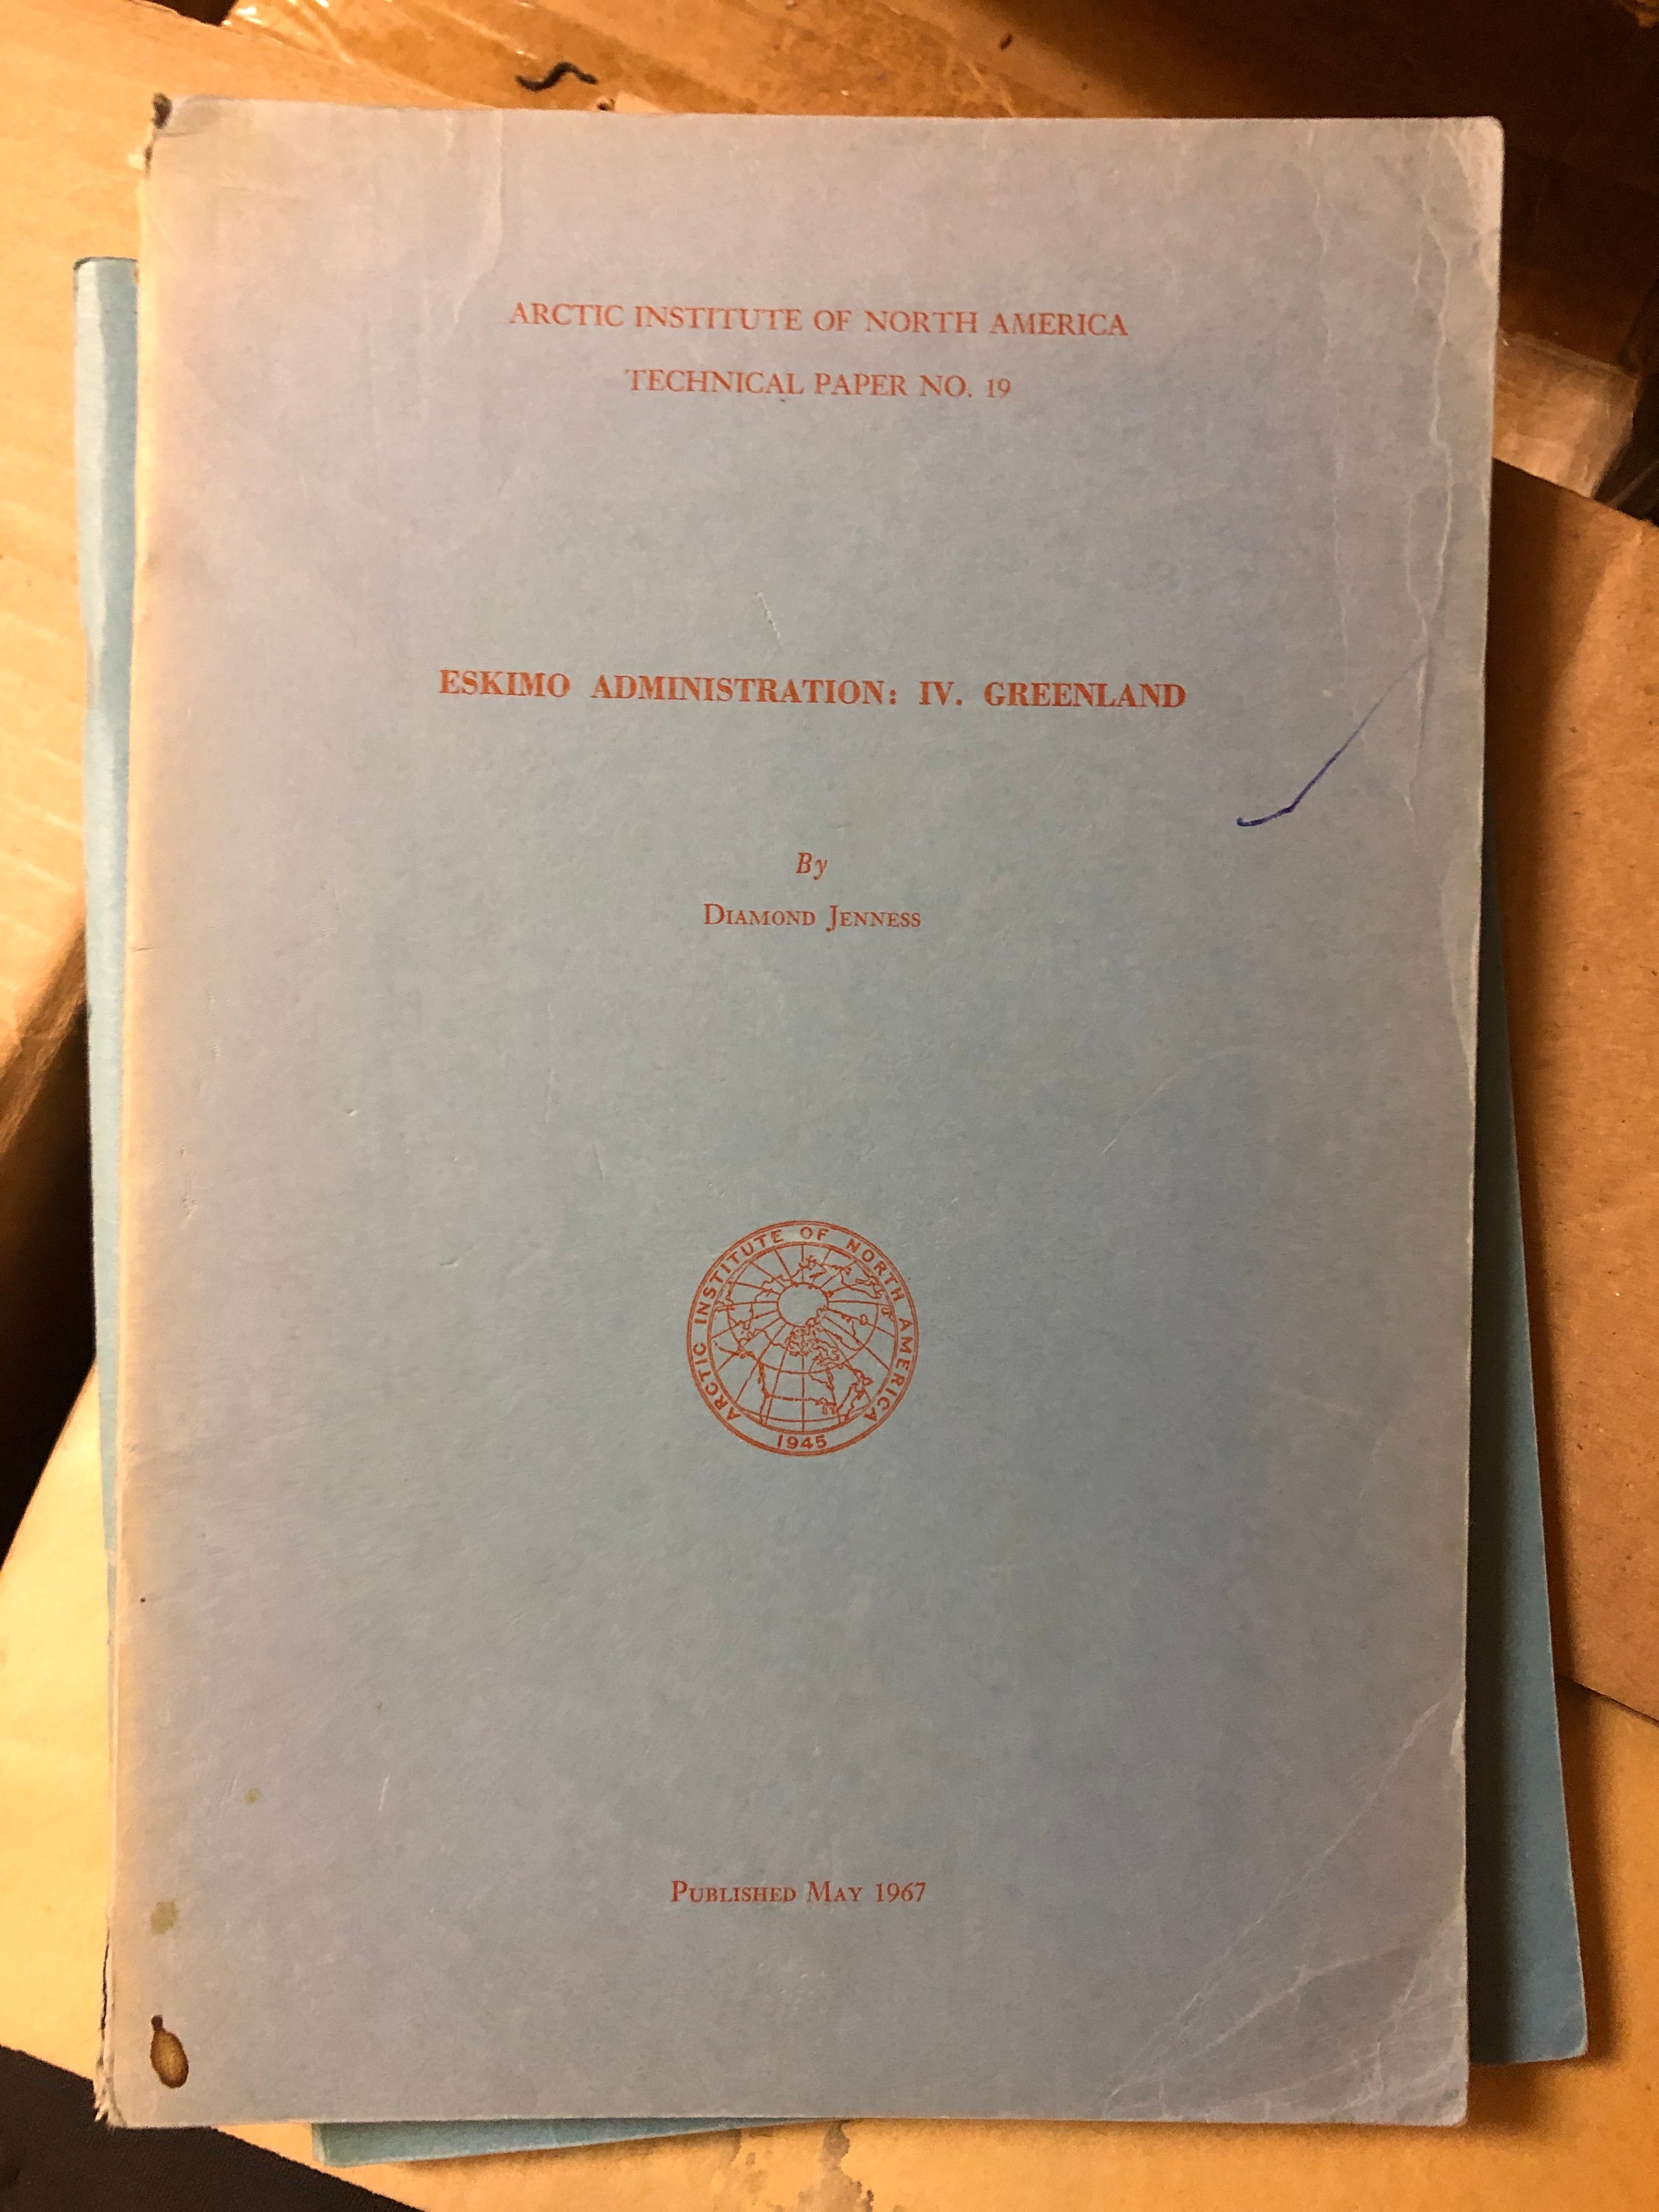 ARCTIC INSTITUTE OF NORTH AMERICA
TECHNICAL PAPER NO. 19
ESKIMO ADMINISTRATION: IV. GREENLAND
By
DIAMOND JENNESS
ARCTIC INSTITUTE OF NORTH AMERICA
1945
PUBLISHED MAY 1967